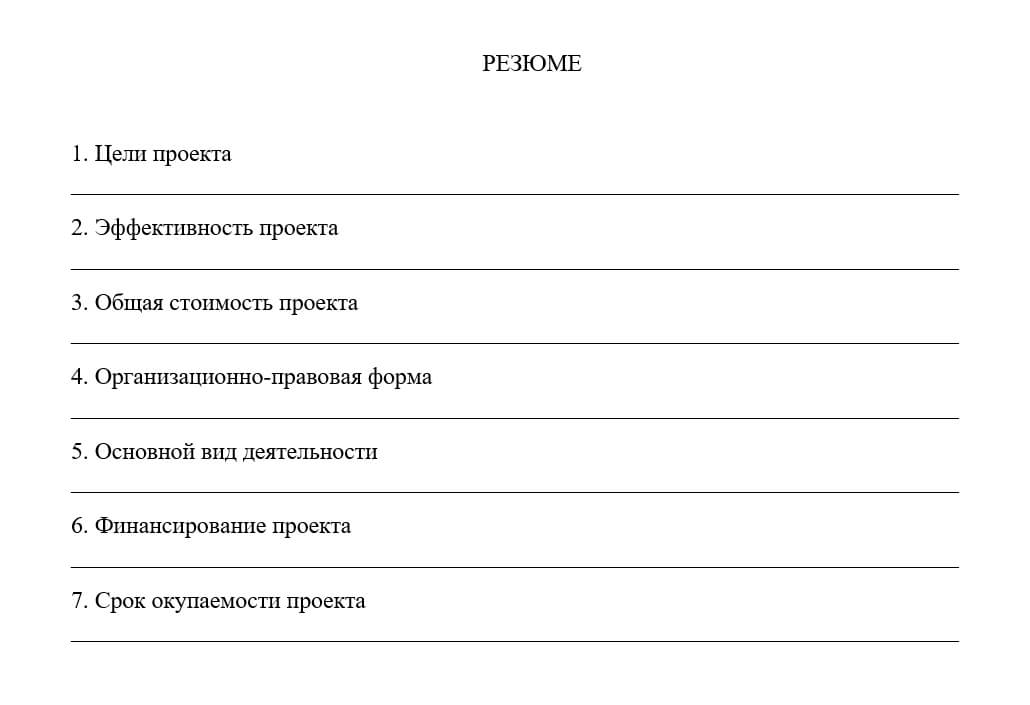 РЕЗЮМЕ
1. Цели проекта
2. Эффективность проекта
3. Общая стоимость проекта
4. Организационно-правовая форма
5. Основной вид деятельности
6. Финансирование проекта
7. Срок окупаемости проекта